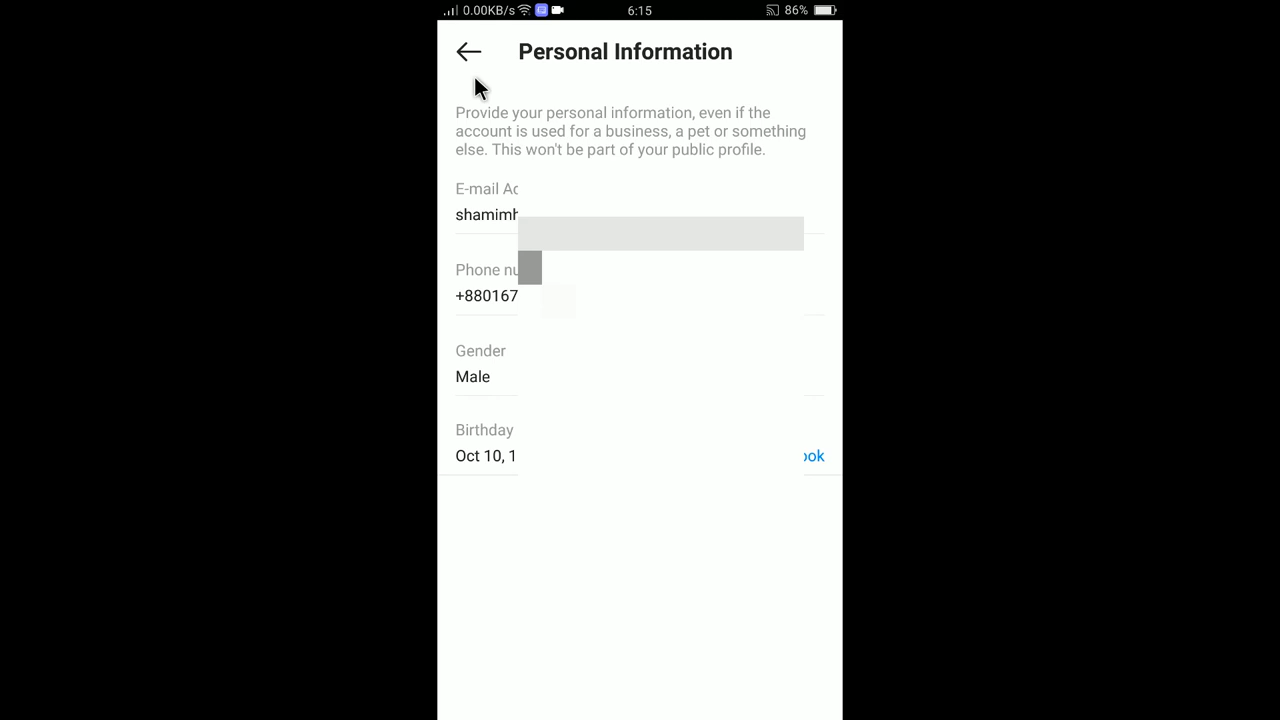 0.00KB/s 6:15 86%
Personal Information
Provide your personal information, even if the
account is used for a business, a pet or something
else. This won't be part of your public profile.
E-mail Ad
shamimh
Phone nu
+880167
Gender
Male
Birthday
Oct 10, 1 ook